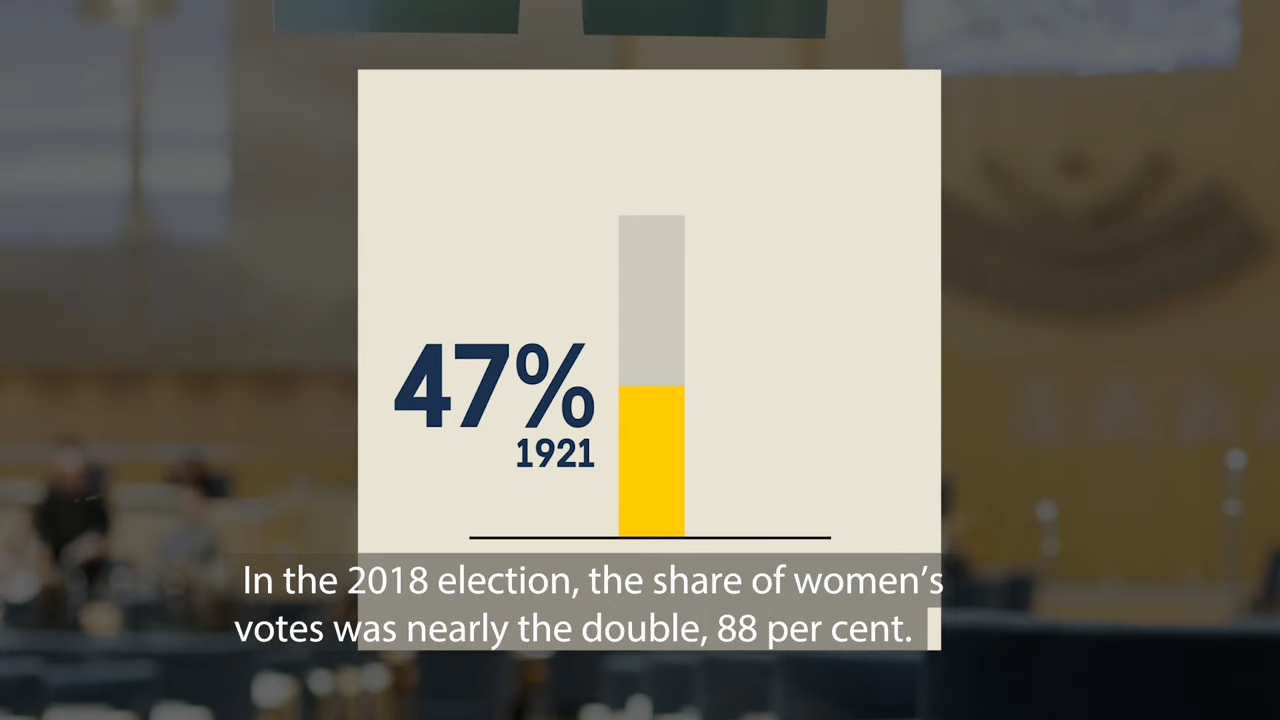 47%
1921
In the 2018 election, the share of women’s
votes was nearly the double, 88 per cent.